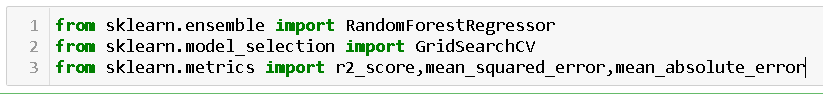 1 from sklearn.ensemble import RandomForestRegressor
2 from sklearn.model_selection import GridSearchCV
3 from sklearn.metrics import r2_score,mean_squared_error,mean_absolute_error